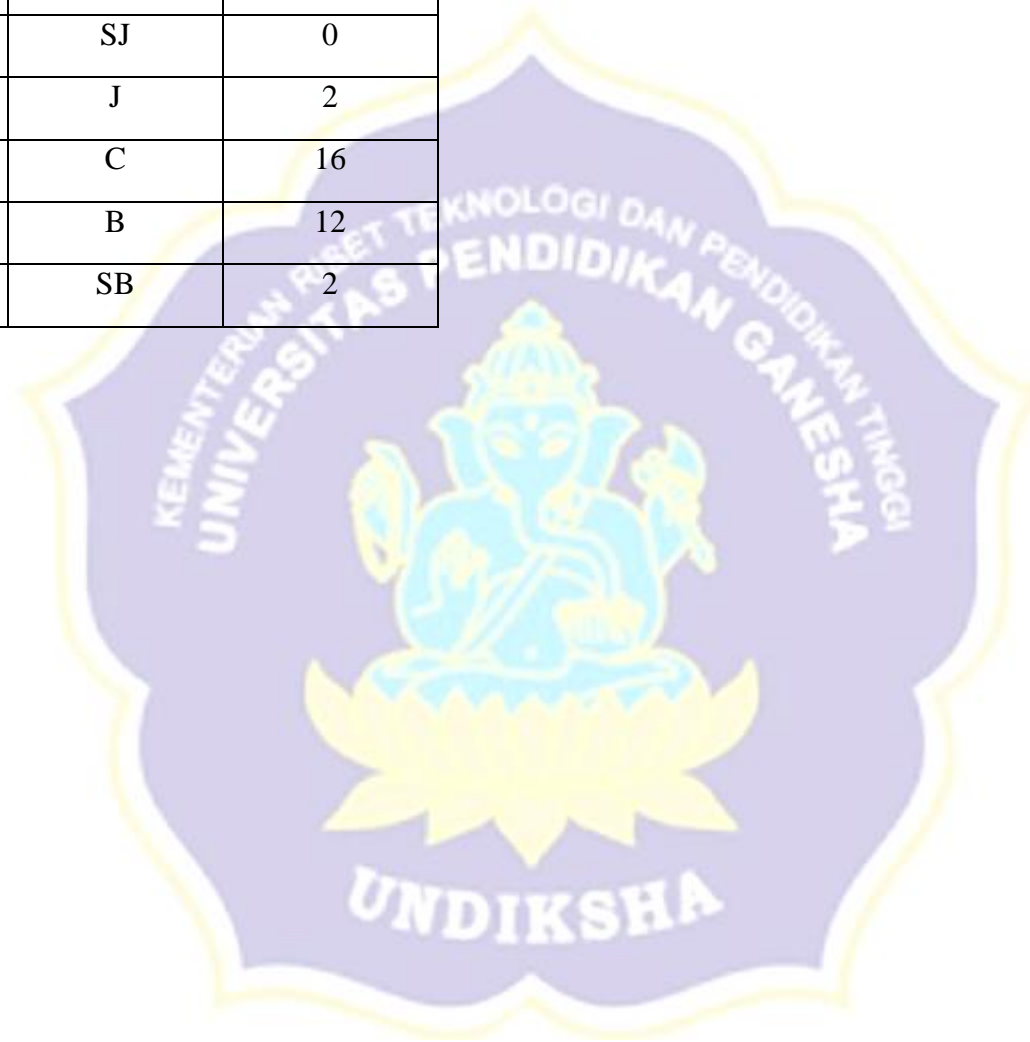 SJ 0
J 2
C 16
B 12
SB 2
KEMENTERIAN RISET TEKNOLOGI DAN PENDIDIKAN TINGGI
UNIVERSITAS PENDIDIKAN GANESHA
UNDIKSHA